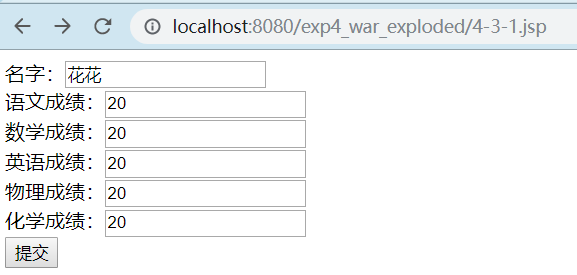 localhost:8080/exp4_war_exploded/4-3-1.jsp
名字：花花
语文成绩：20
数学成绩：20
英语成绩：20
物理成绩：20
化学成绩：20
提交